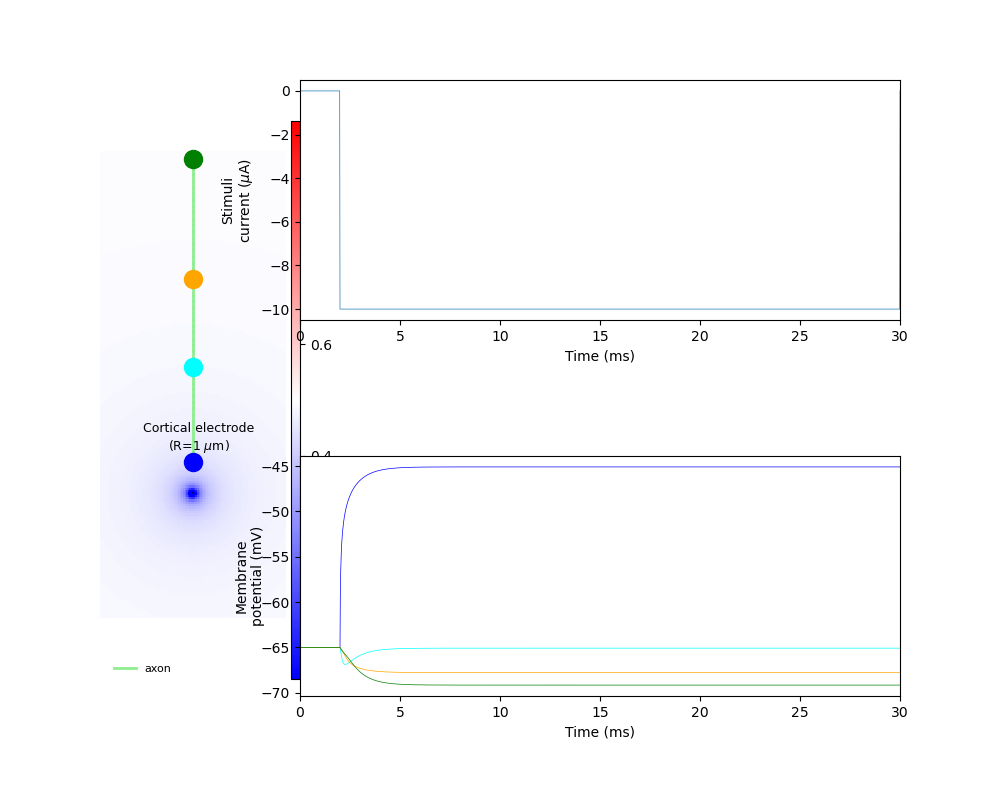 0
−2
−4
−6
−8
−10
Stimuli
current (μA)
0 5 10 15 20 25 30
Time (ms)
0.6
0.4
Cortical electrode
(R=1 μm)
−45
−50
−55
−60
−65
−70
Membrane
potential (mV)
0 5 10 15 20 25 30
Time (ms)
axon